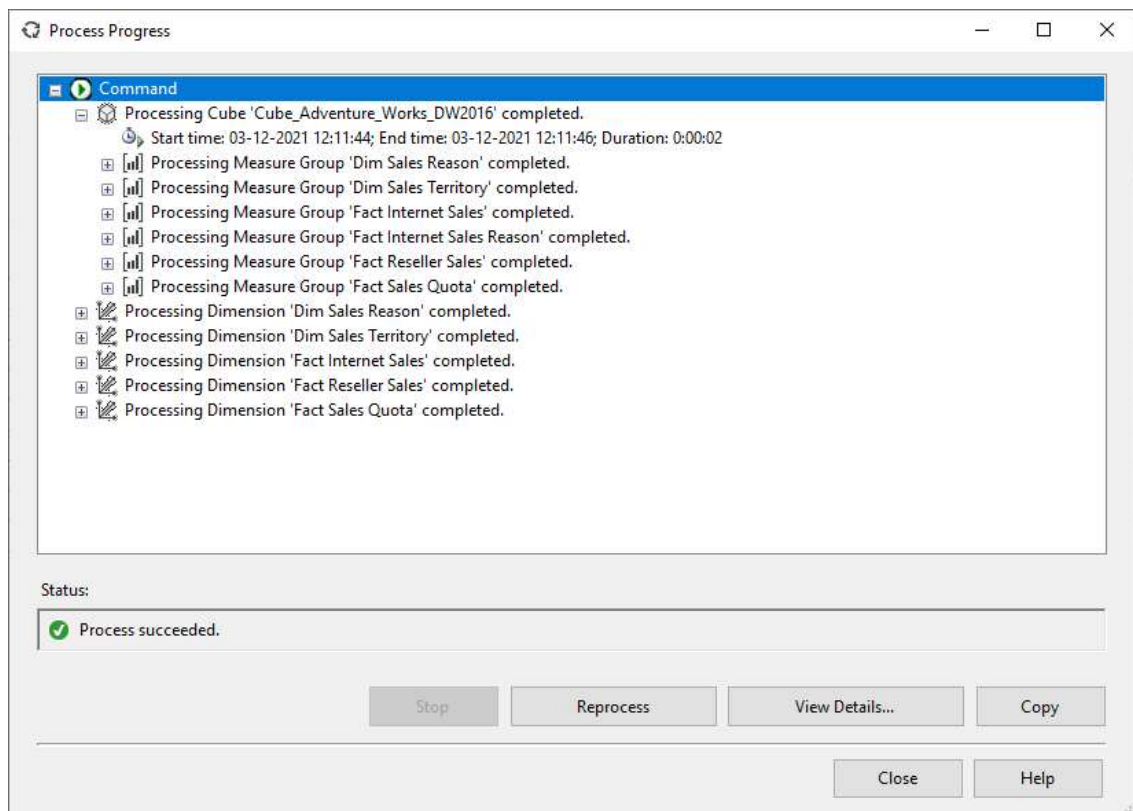 Process Progress
Command
Processing Cube 'Cube_Adventure_Works_DW2016' completed.
Start time: 03-12-2021 12:11:44; End time: 03-12-2021 12:11:46; Duration: 0:00:02
Processing Measure Group 'Dim Sales Reason' completed.
Processing Measure Group 'Dim Sales Territory' completed.
Processing Measure Group 'Fact Internet Sales' completed.
Processing Measure Group 'Fact Internet Sales Reason' completed.
Processing Measure Group 'Fact Reseller Sales' completed.
Processing Measure Group 'Fact Sales Quota' completed.
Processing Dimension 'Dim Sales Reason' completed.
Processing Dimension 'Dim Sales Territory' completed.
Processing Dimension 'Fact Internet Sales' completed.
Processing Dimension 'Fact Reseller Sales' completed.
Processing Dimension 'Fact Sales Quota' completed.
Status:
Process succeeded.
Stop Reprocess View Details... Copy
Close Help